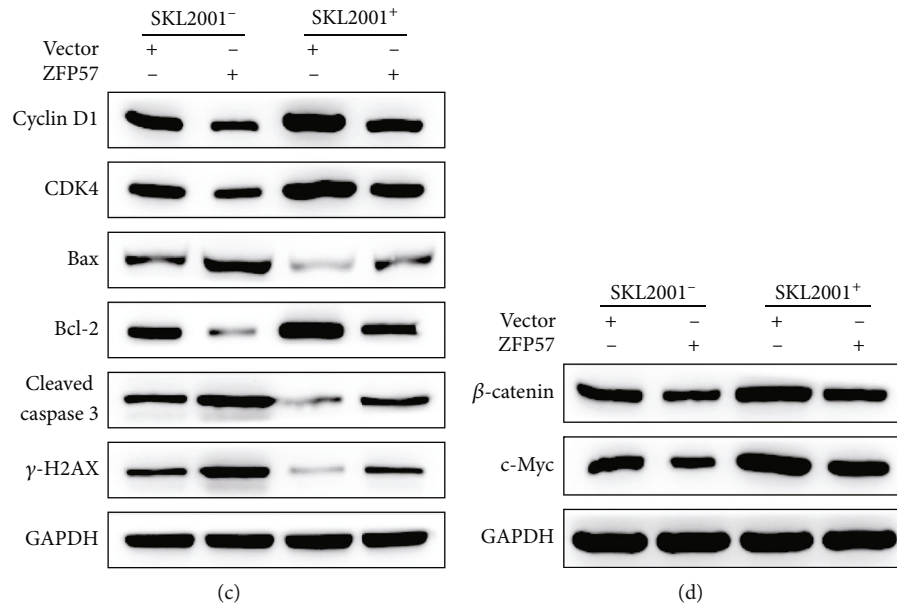 SKL2001⁻ SKL2001⁺
Vector + – + –
ZFP57 – + – +
Cyclin D1
CDK4
Bax
Bcl-2
Cleaved
caspase 3
γ-H2AX
GAPDH
(c)
SKL2001⁻ SKL2001⁺
Vector + – + –
ZFP57 – + – +
β-catenin
c-Myc
GAPDH
(d)